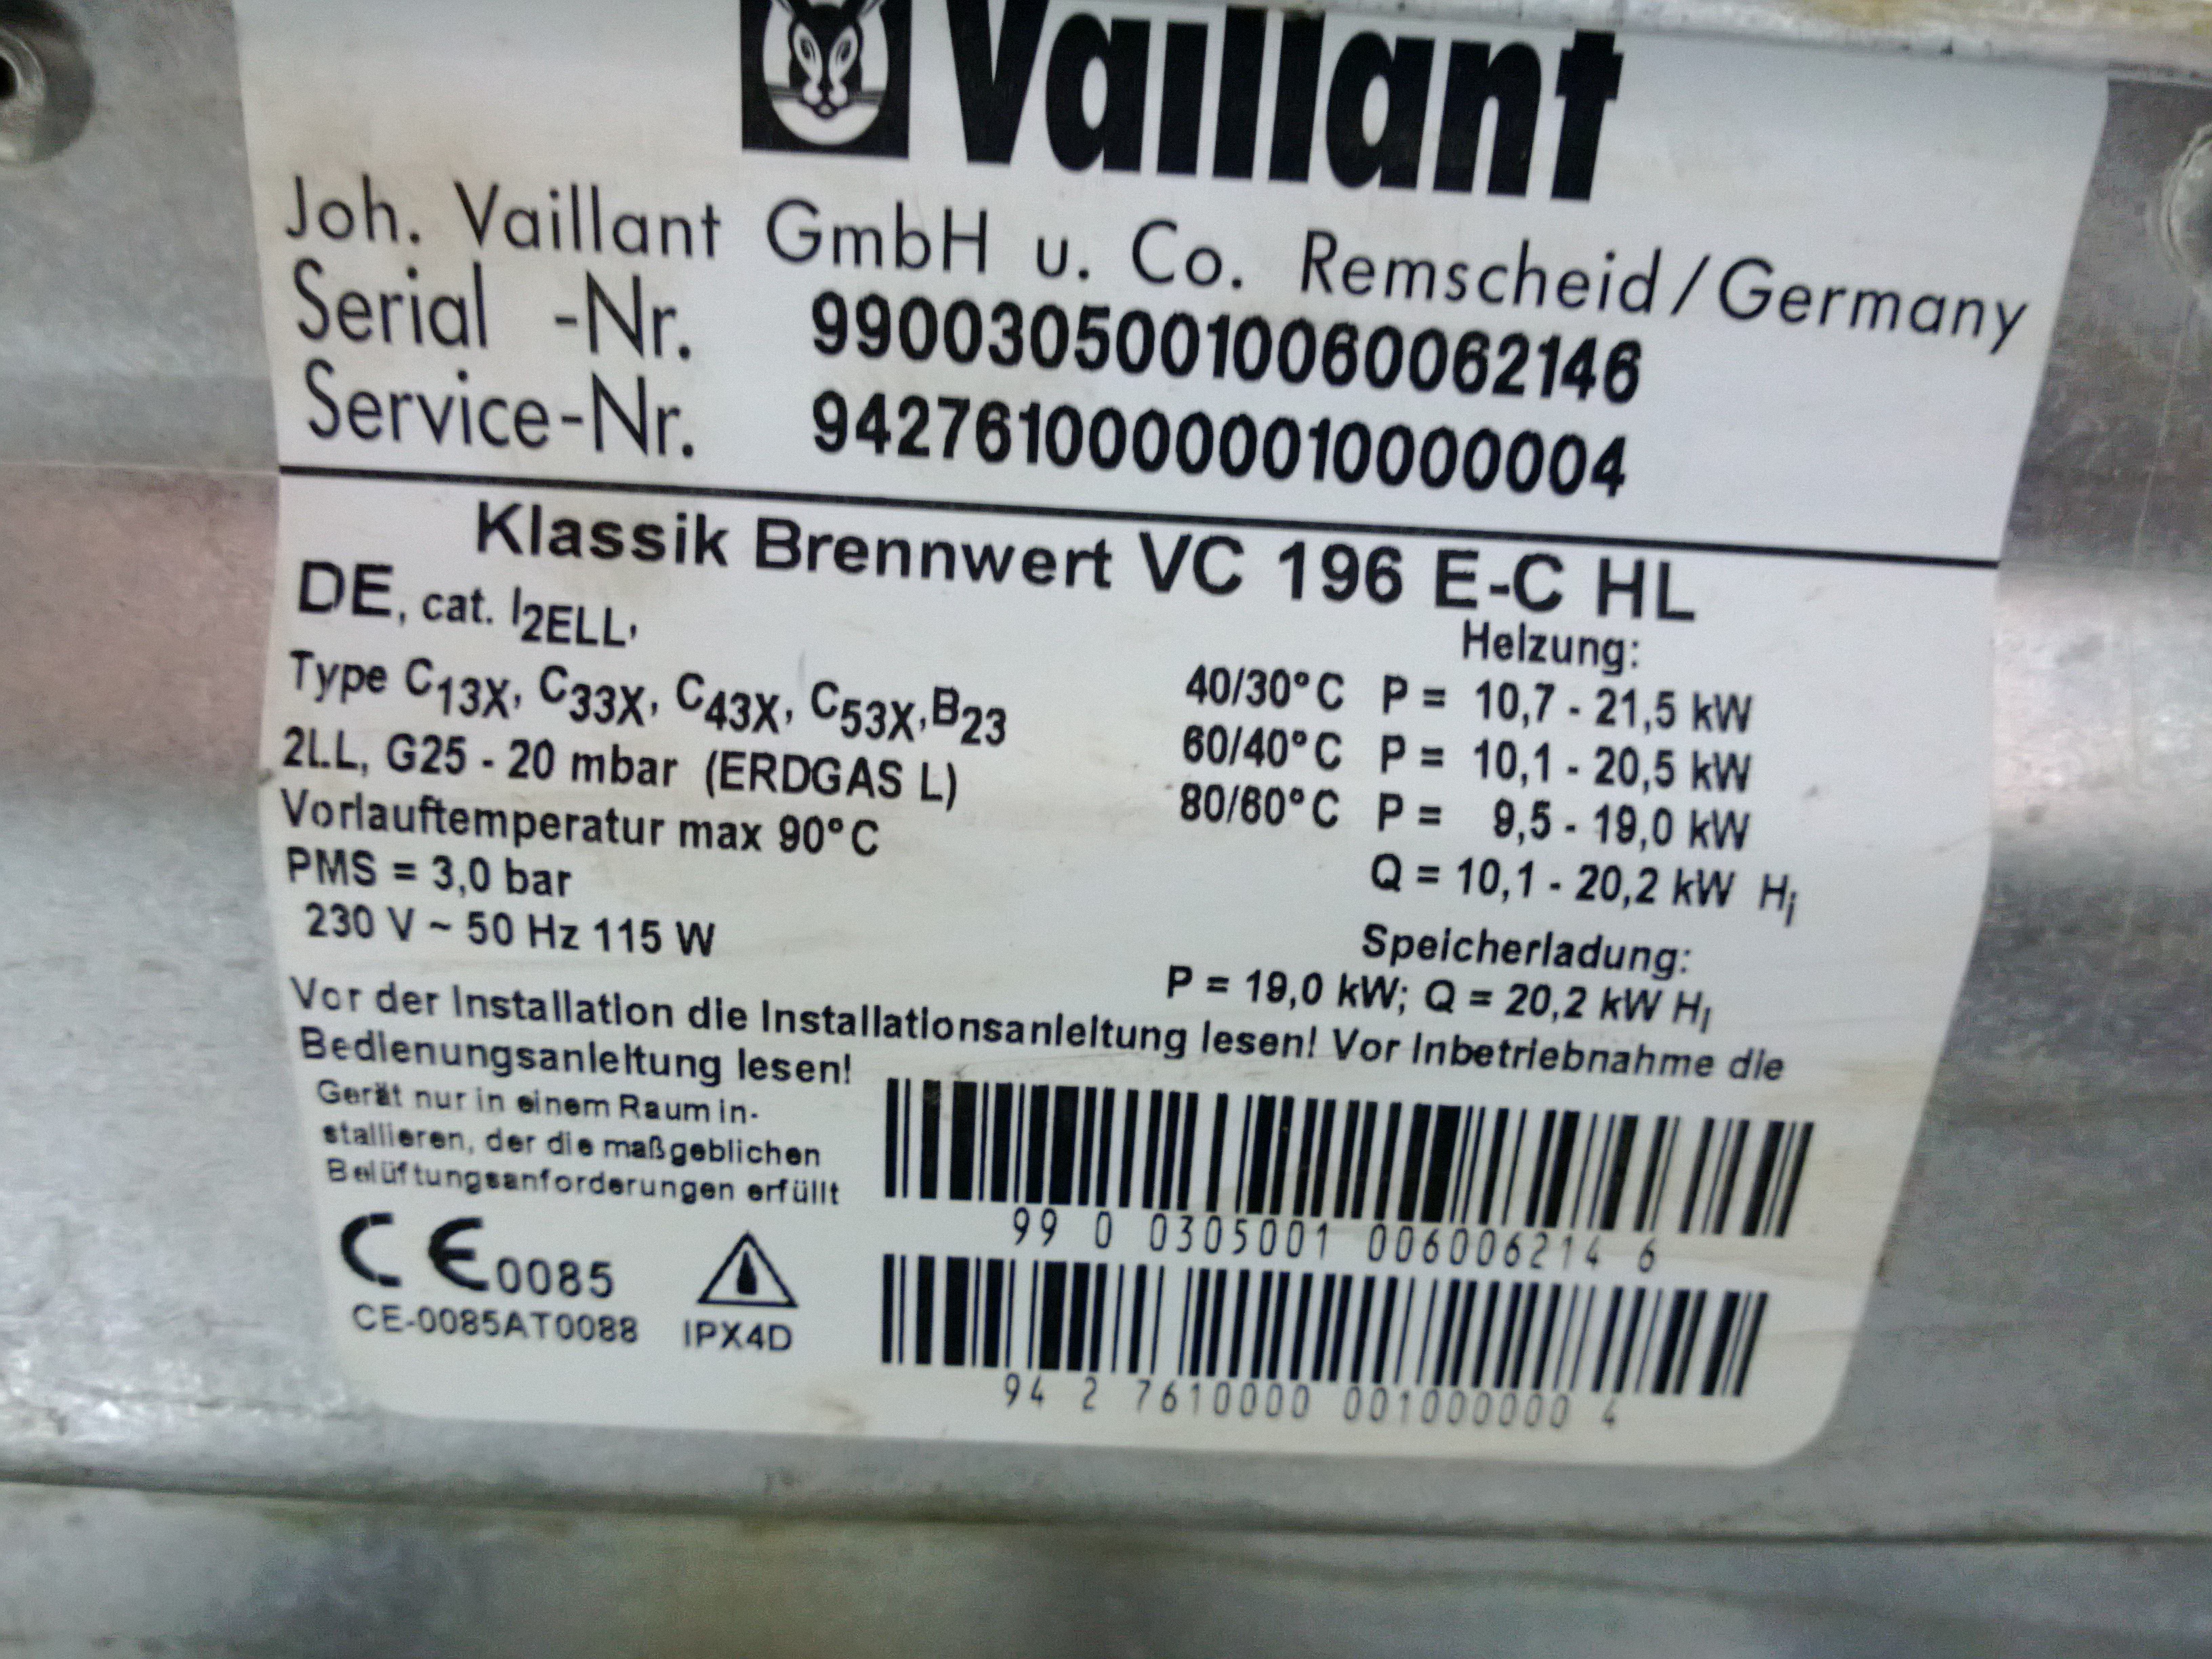 Vaillant
Joh. Vaillant GmbH u. Co. Remscheid/Germany
Serial -Nr. 99003050010060062146
Service-Nr. 94276100000010000004
Klassik Brennwert VC 196 E-C HL
DE, cat. I2ELL,
Type C13X, C33X, C43X, C53X,B23
2LL, G25 - 20 mbar (ERDGAS L)
Vorlauftemperatur max 90°C
PMS = 3,0 bar
230 V ~ 50 Hz 115 W
Heizung:
40/30°C P = 10,7 - 21,5 kW
60/40°C P = 10,1 - 20,5 kW
80/60°C P = 9,5 - 19,0 kW
Q = 10,1 - 20,2 kW Hi
Speicherladung:
P = 19,0 kW; Q = 20,2 kW Hi
Vor der Installation die Installationsanleitung lesen! Vor Inbetriebnahme die
Bedienungsanleitung lesen!
Gerät nur in einem Raum in-
stallieren, der die maßgeblichen
Belüftungsanforderungen erfüllt
CE 0085
CE-0085AT0088
IPX4D
99 0 0305001 006006214 6
94 2 7610000 001000000 4